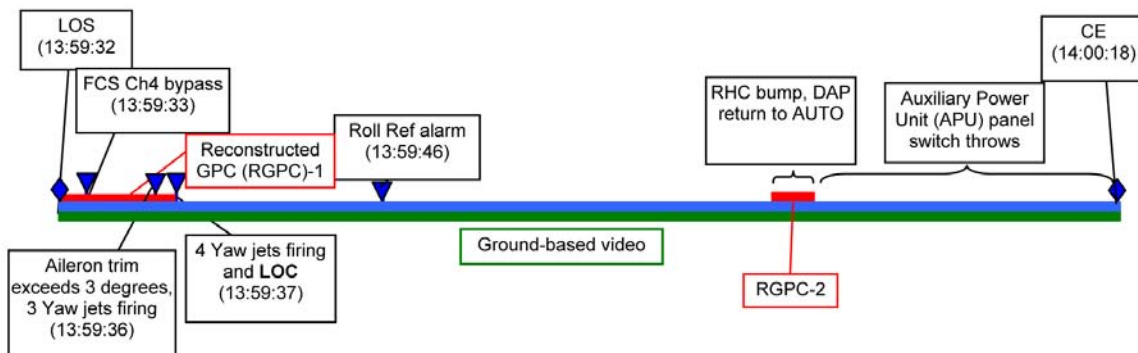 LOS
(13:59:32
FCS Ch4 bypass
(13:59:33)
Reconstructed
GPC (RGPC)-1
Roll Ref alarm
(13:59:46)
RHC bump, DAP
return to AUTO
Auxiliary Power
Unit (APU) panel
switch throws
CE
(14:00:18)
Aileron trim
exceeds 3 degrees,
3 Yaw jets firing
(13:59:36)
4 Yaw jets firing
and LOC
(13:59:37)
Ground-based video
RGPC-2